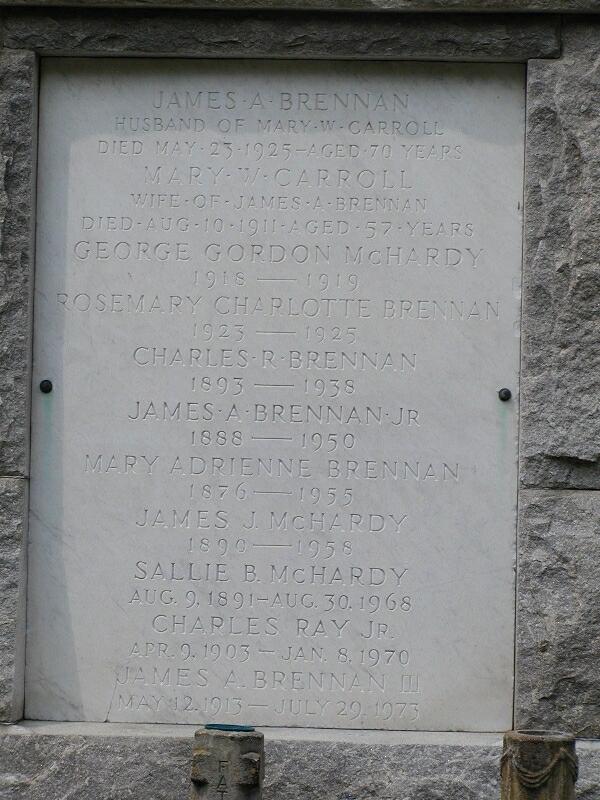 JAMES·A·BRENNAN
HUSBAND OF MARY·W·CARROLL
DIED MAY·23·1925–AGED·70 YEARS
MARY·W·CARROLL
WIFE·OF·JAMES·A·BRENNAN
DIED·AUG·10·1911·AGED·57·YEARS
GEORGE GORDON McHARDY
1918 — 1919
ROSEMARY CHARLOTTE BRENNAN
1923 — 1925
CHARLES·R·BRENNAN
1893 — 1938
JAMES·A·BRENNAN·JR
1888 — 1950
MARY ADRIENNE BRENNAN
1876 — 1955
JAMES J. McHARDY
1890 — 1958
SALLIE B. McHARDY
AUG. 9, 1891–AUG. 30, 1968
CHARLES RAY JR.
APR. 9, 1903 — JAN. 8, 1970
JAMES A. BRENNAN III
MAY 12, 1913 — JULY 29, 1973